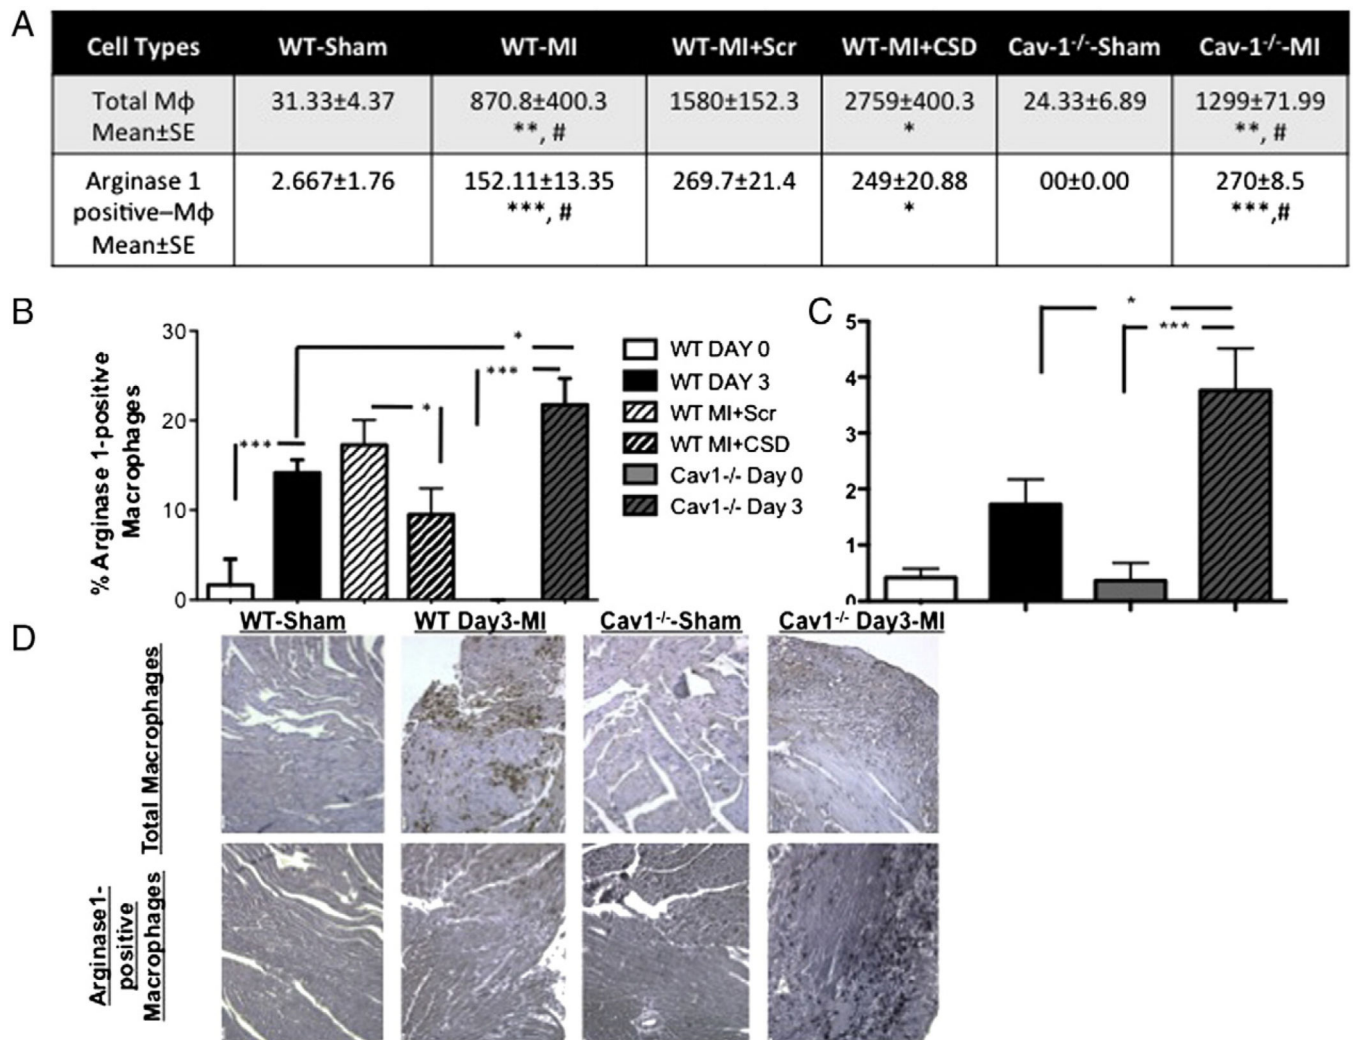 A
Cell Types WT-Sham WT-MI WT-MI+Scr WT-MI+CSD Cav-1-/--Sham Cav-1-/--MI
Total Mϕ 31.33±4.37 870.8±400.3 1580±152.3 2759±400.3 24.33±6.89 1299±71.99
Mean±SE **, # * **, #
Arginase 1 2.667±1.76 152.11±13.35 269.7±21.4 249±20.88 00±0.00 270±8.5
positive–Mϕ ***, # * ***,#
Mean±SE
B
% Arginase 1-positive
Macrophages
30
20
10
0
***
*
*
***
WT DAY 0
WT DAY 3
WT MI+Scr
WT MI+CSD
Cav1-/- Day 0
Cav1-/- Day 3
C
5
4
3
2
1
0
*
***
D
WT-Sham WT Day3-MI Cav1-/--Sham Cav1-/- Day3-MI
Total Macrophages
Arginase1-
positive
Macrophages